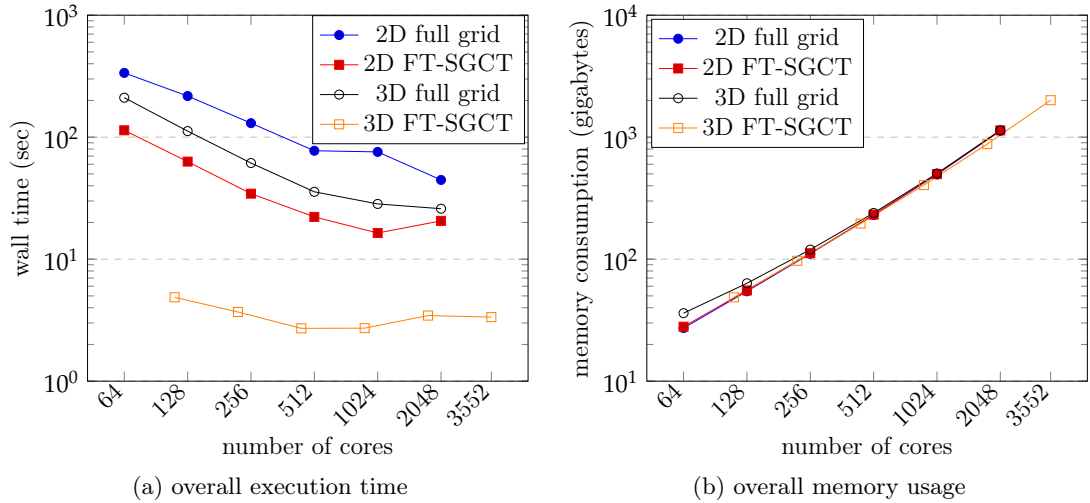 10^3
10^2
10^1
10^0
wall time (sec)
2D full grid
2D FT-SGCT
3D full grid
3D FT-SGCT
64
128
256
512
1024
2048
3552
number of cores
(a) overall execution time
10^4
10^3
10^2
10^1
memory consumption (gigabytes)
2D full grid
2D FT-SGCT
3D full grid
3D FT-SGCT
64
128
256
512
1024
2048
3552
number of cores
(b) overall memory usage